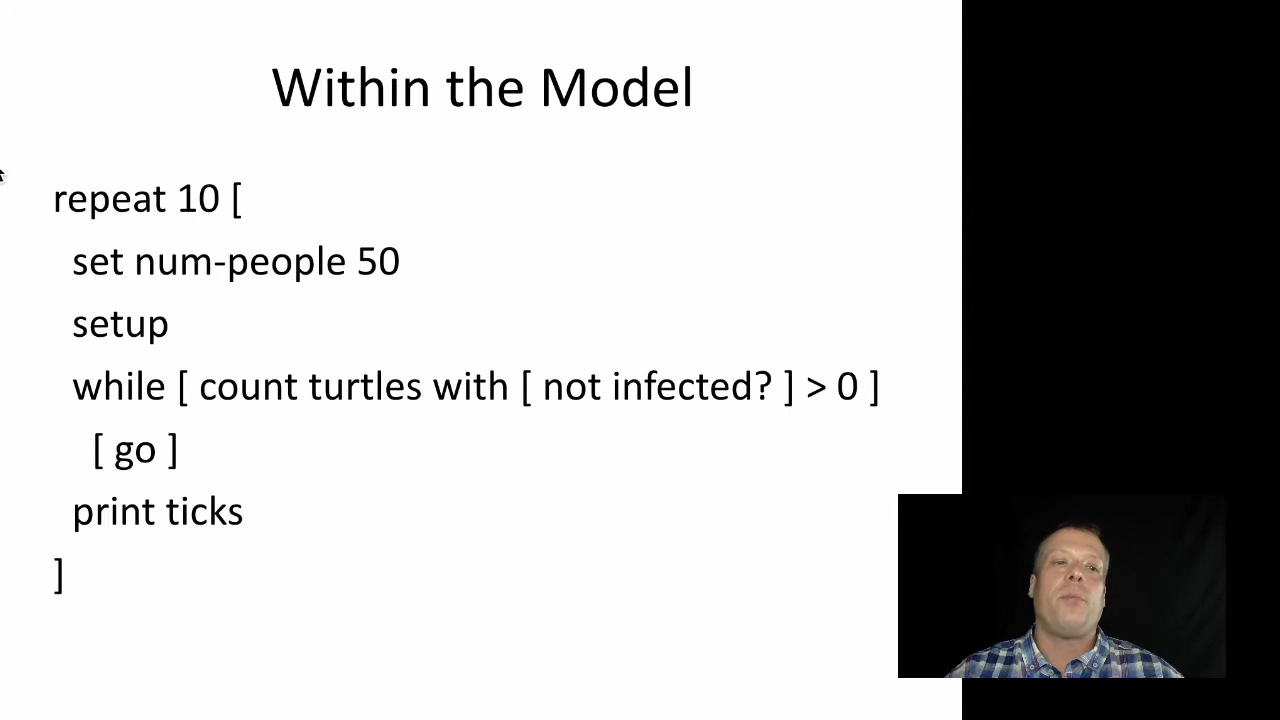 Within the Model
repeat 10 [
set num-people 50
setup
while [ count turtles with [ not infected? ] > 0 ]
[ go ]
print ticks
]